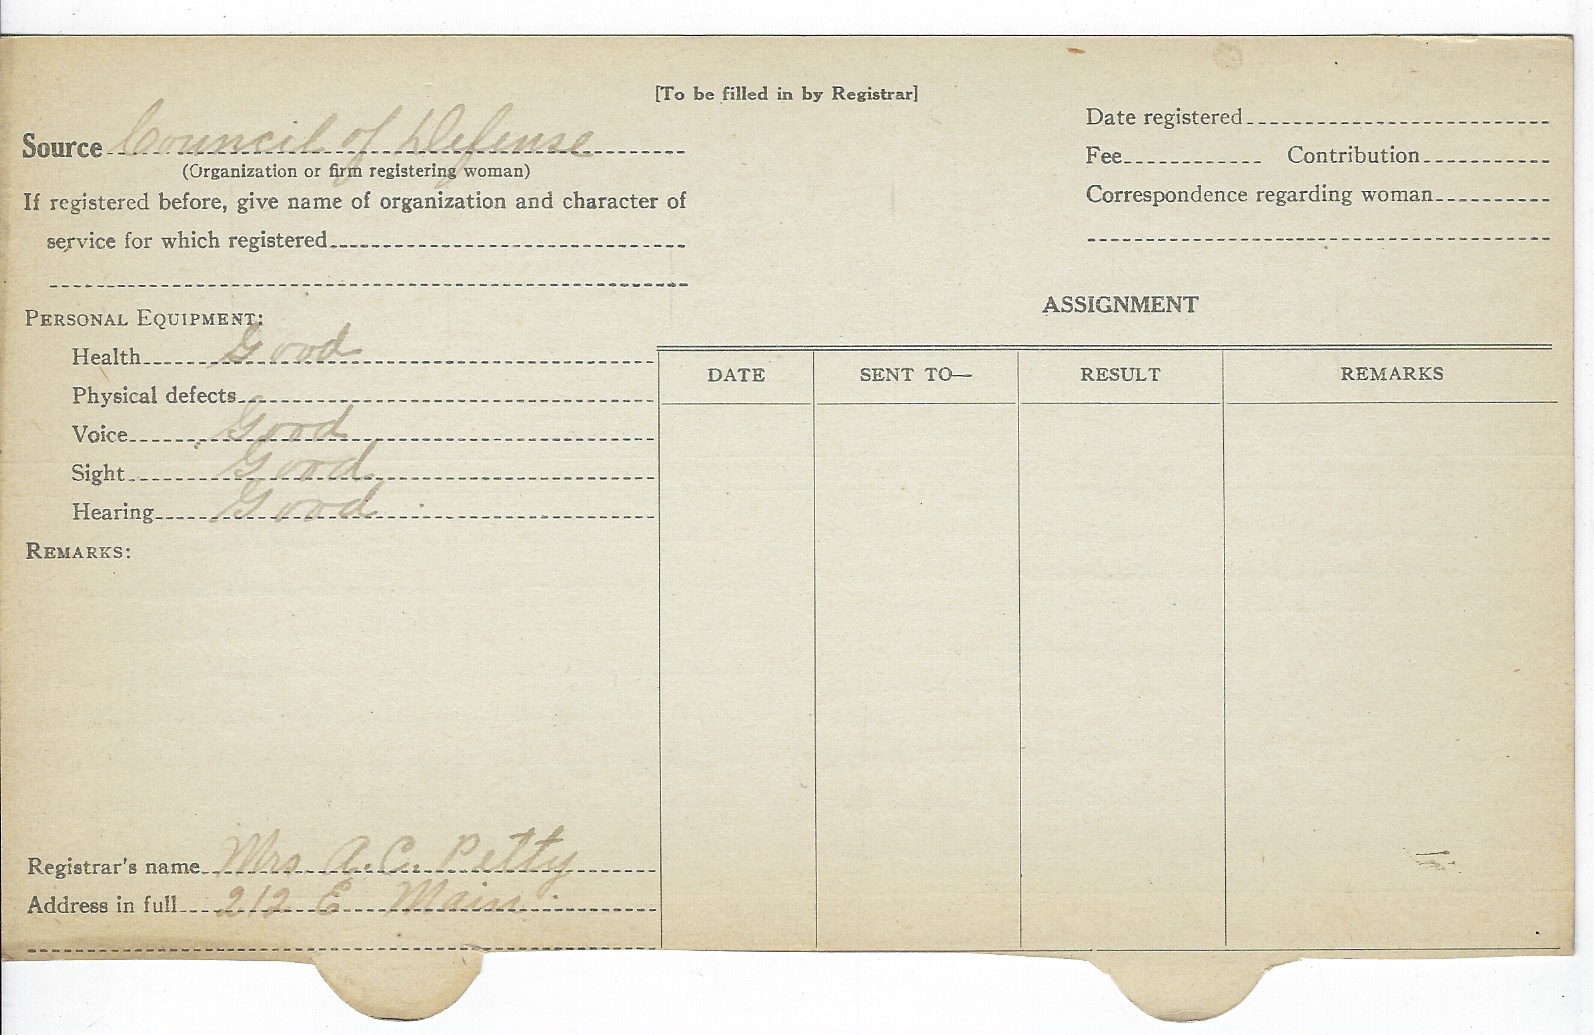 [To be filled in by Registrar]
Source Council of Defense
(Organization or firm registering woman)
If registered before, give name of organization and character of
service for which registered
Date registered
Fee Contribution
Correspondence regarding woman
PERSONAL EQUIPMENT:
Health Good
Physical defects
Voice Good
Sight Good
Hearing Good
REMARKS:
Registrar's name Mrs A. C. Petty
Address in full 212 E Main
ASSIGNMENT
DATE SENT TO— RESULT REMARKS